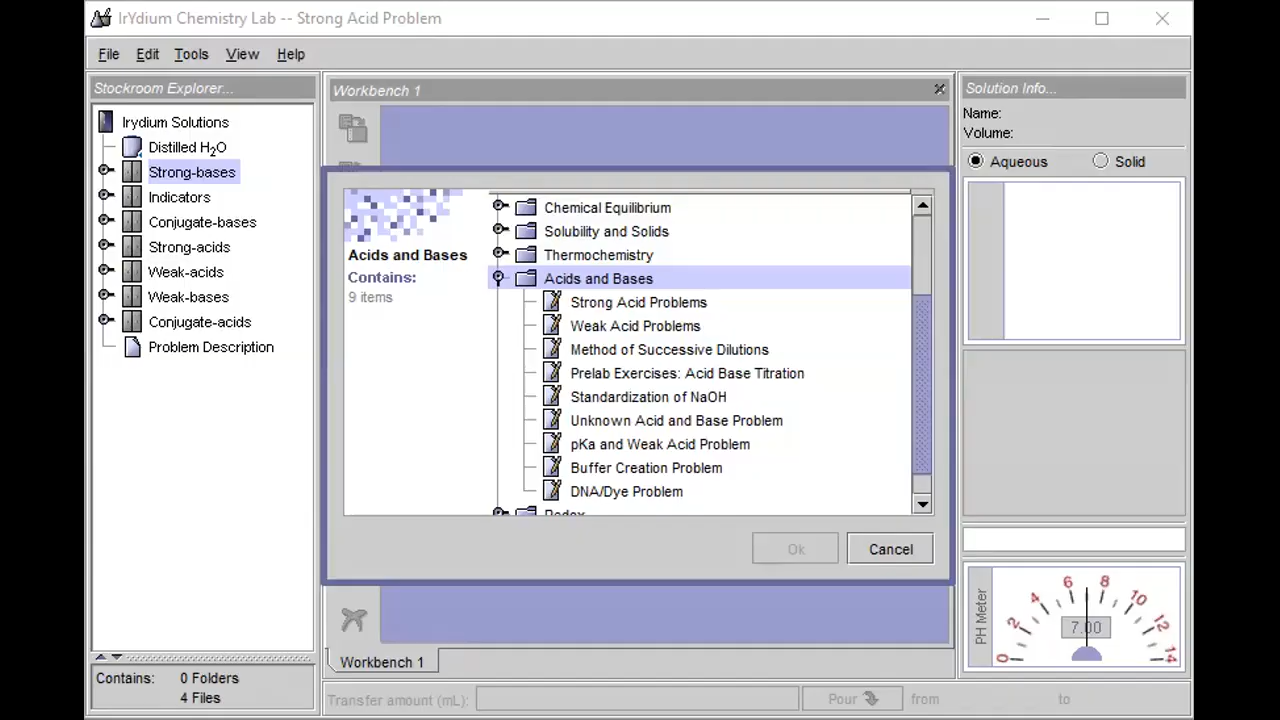 IrYdium Chemistry Lab -- Strong Acid Problem
File Edit Tools View Help
Stockroom Explorer...
Irydium Solutions
Distilled H2O
Strong-bases
Indicators
Conjugate-bases
Strong-acids
Weak-acids
Weak-bases
Conjugate-acids
Problem Description
Contains: 0 Folders
4 Files
Workbench 1
Acids and Bases
Contains:
9 items
Chemical Equilibrium
Solubility and Solids
Thermochemistry
Acids and Bases
Strong Acid Problems
Weak Acid Problems
Method of Successive Dilutions
Prelab Exercises: Acid Base Titration
Standardization of NaOH
Unknown Acid and Base Problem
pKa and Weak Acid Problem
Buffer Creation Problem
DNA/Dye Problem
Redox
Ok Cancel
Workbench 1
Transfer amount (mL): Pour from to
Solution Info...
Name:
Volume:
Aqueous Solid
PH Meter
0 2 4 6 8 10 12 14
7.00